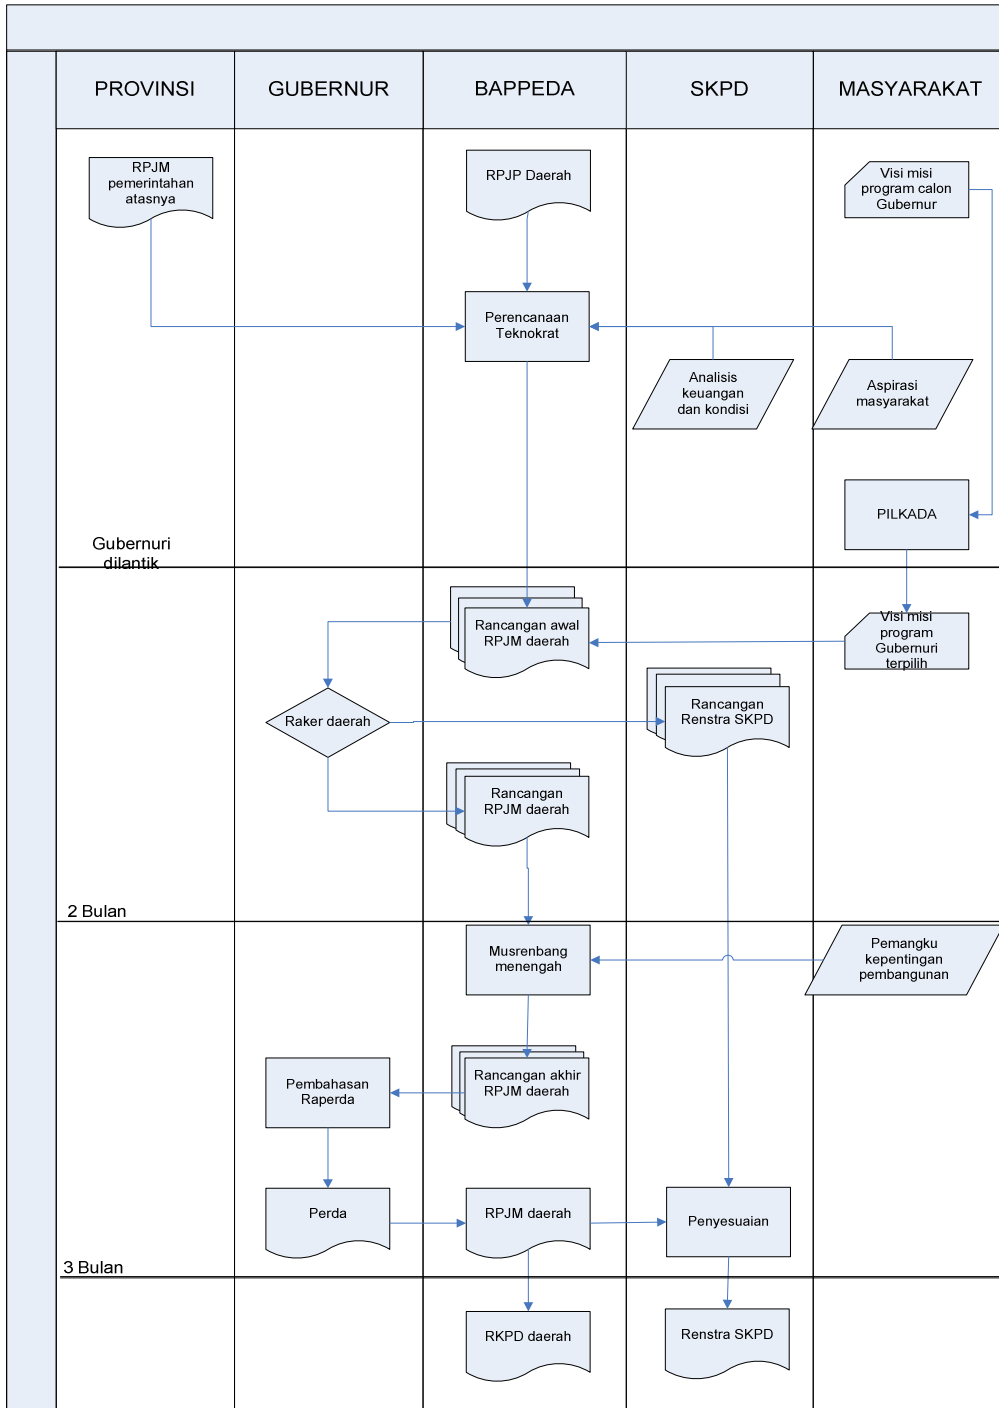 PROVINSI
GUBERNUR
BAPPEDA
SKPD
MASYARAKAT
RPJM
pemerintahan
atasnya
RPJP Daerah
Visi misi
program calon
Gubernur
Perencanaan
Teknokrat
Analisis
keuangan
dan kondisi
Aspirasi
masyarakat
PILKADA
Gubernuri
dilantik
Rancangan awal
RPJM daerah
Visi misi
program
Gubernuri
terpilih
Raker daerah
Rancangan
Renstra SKPD
Rancangan
RPJM daerah
2 Bulan
Musrenbang
menengah
Pemangku
kepentingan
pembangunan
Pembahasan
Raperda
Rancangan akhir
RPJM daerah
Perda
RPJM daerah
Penyesuaian
3 Bulan
RKPD daerah
Renstra SKPD